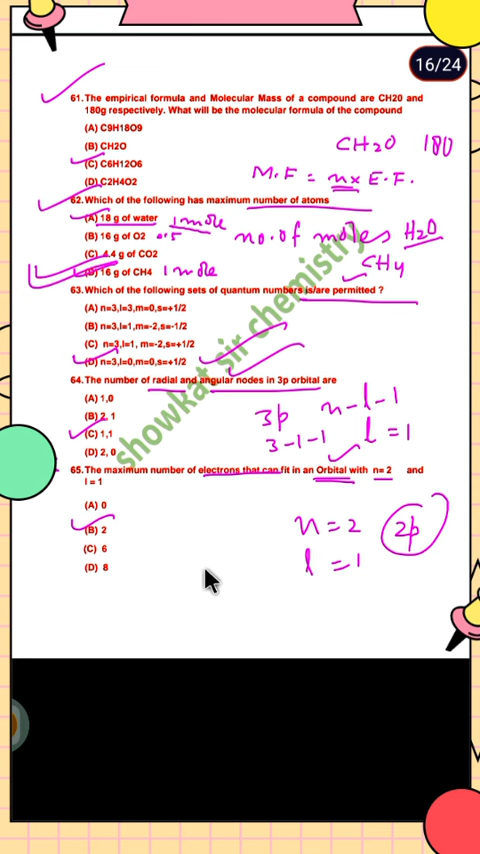 16/24
61. The empirical formula and Molecular Mass of a compound are CH20 and
180g respectively. What will be the molecular formula of the compound
(A) C9H18O9
CH2O 180
(B) CH2O
(C) C6H12O6
M.F = n x E.F.
(D) C2H4O2
62. Which of the following has maximum number of atoms
(A) 18 g of water 1 mole
(B) 16 g of O2 0.5 no. of moles H2O
(C) 4.4 g of CO2
CH4
(D) 16 g of CH4 1 mole
63. Which of the following sets of quantum numbers is/are permitted ?
(A) n=3,l=3,m=0,s=+1/2
(B) n=3,l=1,m=-2,s=-1/2
(C) n=3,l=1, m=-2,s=+1/2
(D) n=3,l=0,m=0,s=+1/2
showkat sir chemistry
64. The number of radial and angular nodes in 3p orbital are
(A) 1,0
3p n-l-1
(B) 2, 1
(C) 1,1
3-1-1 l = 1
(D) 2, 0
65. The maximum number of electrons that can fit in an Orbital with n= 2 and
l = 1
(A) 0
(B) 2
n = 2 2p
(C) 6
l = 1
(D) 8